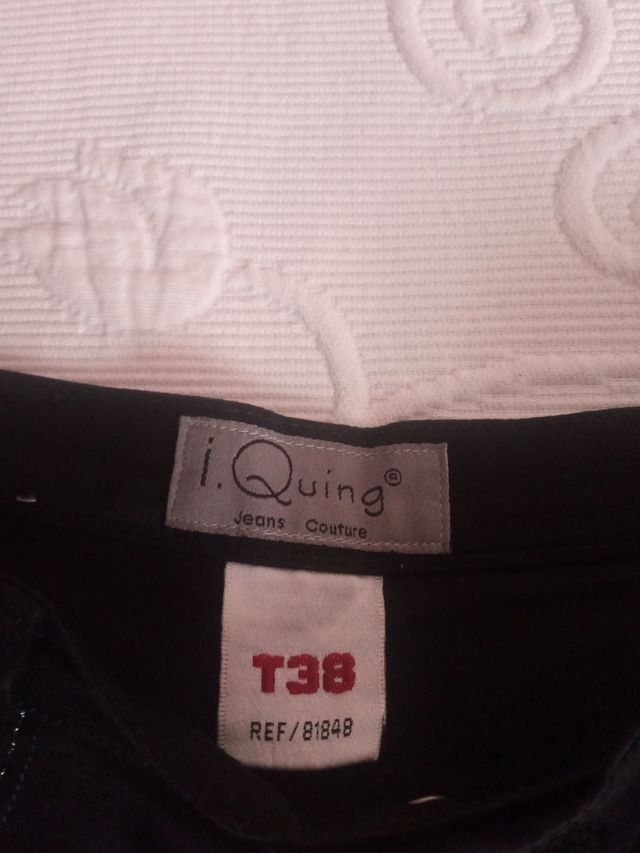 i.Quing®
Jeans Couture
T38
REF/81848